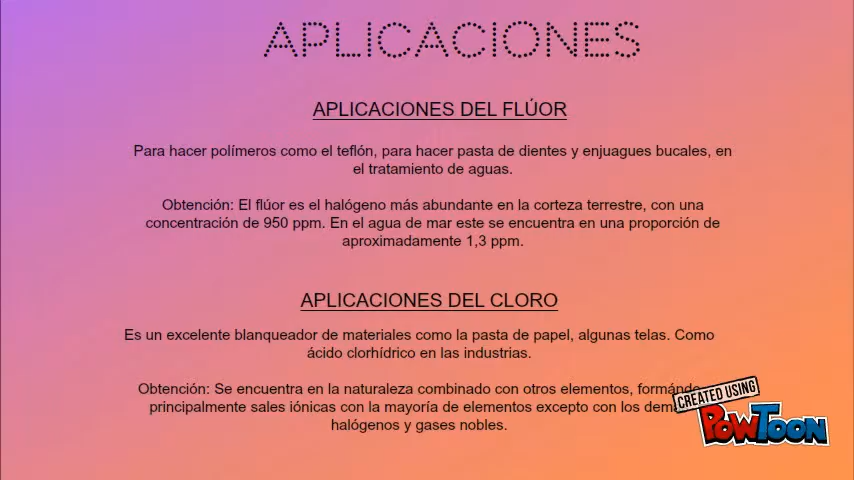 APLICACIONES
APLICACIONES DEL FLÚOR
Para hacer polímeros como el teflón, para hacer pasta de dientes y enjuagues bucales, en
el tratamiento de aguas.
Obtención: El flúor es el halógeno más abundante en la corteza terrestre, con una
concentración de 950 ppm. En el agua de mar este se encuentra en una proporción de
aproximadamente 1,3 ppm.
APLICACIONES DEL CLORO
Es un excelente blanqueador de materiales como la pasta de papel, algunas telas. Como
ácido clorhídrico en las industrias.
Obtención: Se encuentra en la naturaleza combinado con otros elementos,
principalmente sales iónicas con la mayoría de elementos excepto con los
halógenos y gases nobles.
CREATED USING
POWTOON